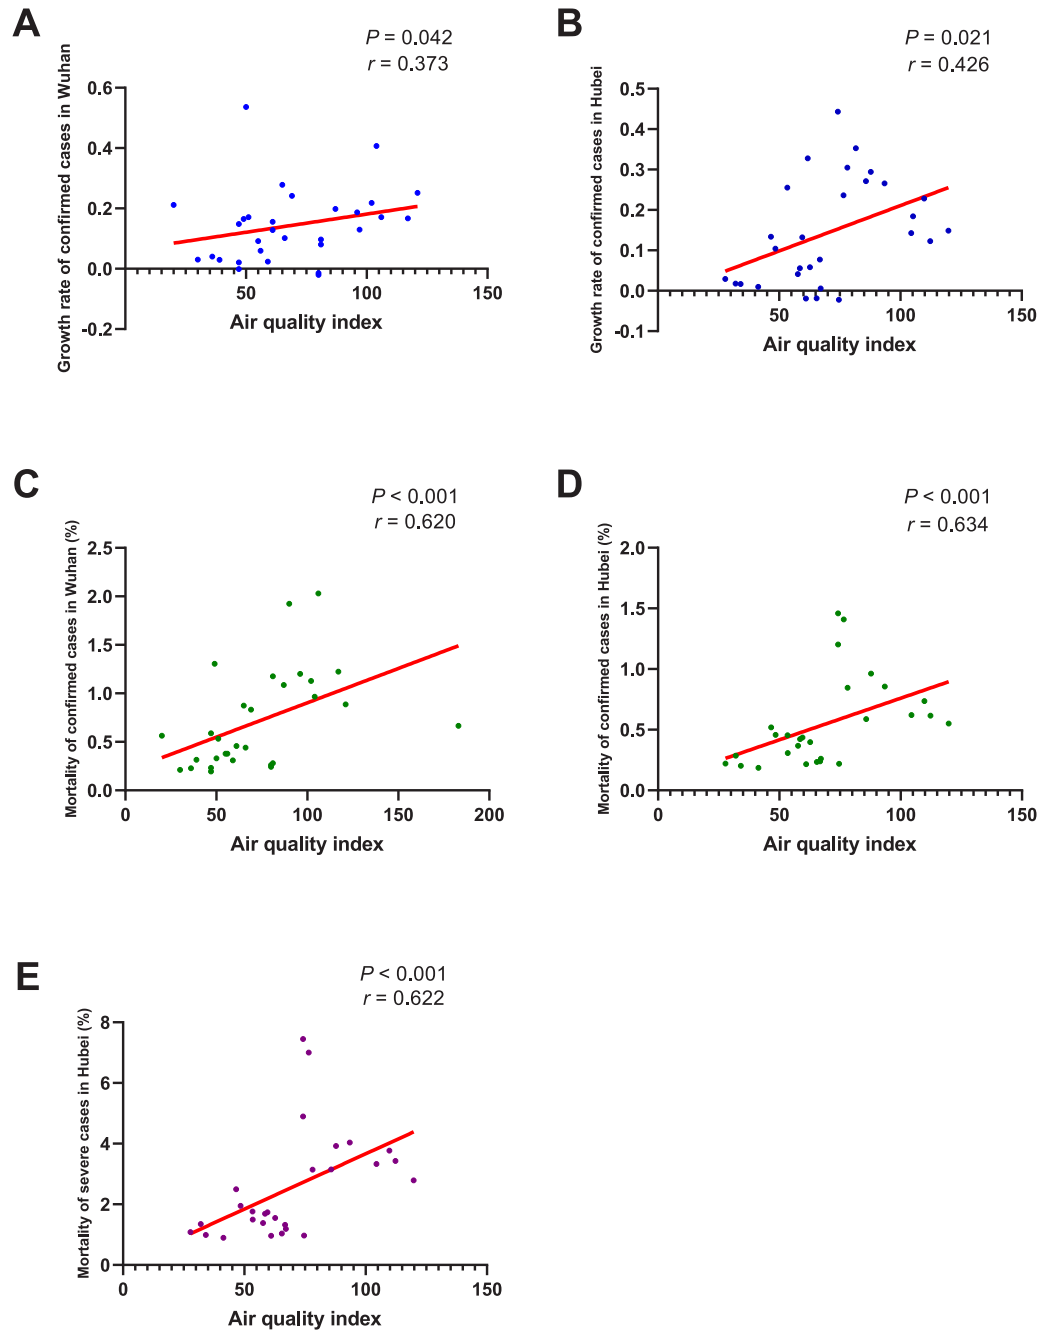 A
P = 0.042
r = 0.373
Growth rate of confirmed cases in Wuhan
0.6
0.4
0.2
0.0
-0.2
50
100
150
Air quality index
B
P = 0.021
r = 0.426
Growth rate of confirmed cases in Hubei
0.5
0.4
0.3
0.2
0.1
0.0
-0.1
50
100
150
Air quality index
C
P < 0.001
r = 0.620
Mortality of confirmed cases in Wuhan (%)
2.5
2.0
1.5
1.0
0.5
0.0
0
50
100
150
200
Air quality index
D
P < 0.001
r = 0.634
Mortality of confirmed cases in Hubei (%)
2.0
1.5
1.0
0.5
0.0
0
50
100
150
Air quality index
E
P < 0.001
r = 0.622
Mortality of severe cases in Hubei (%)
8
6
4
2
0
0
50
100
150
Air quality index